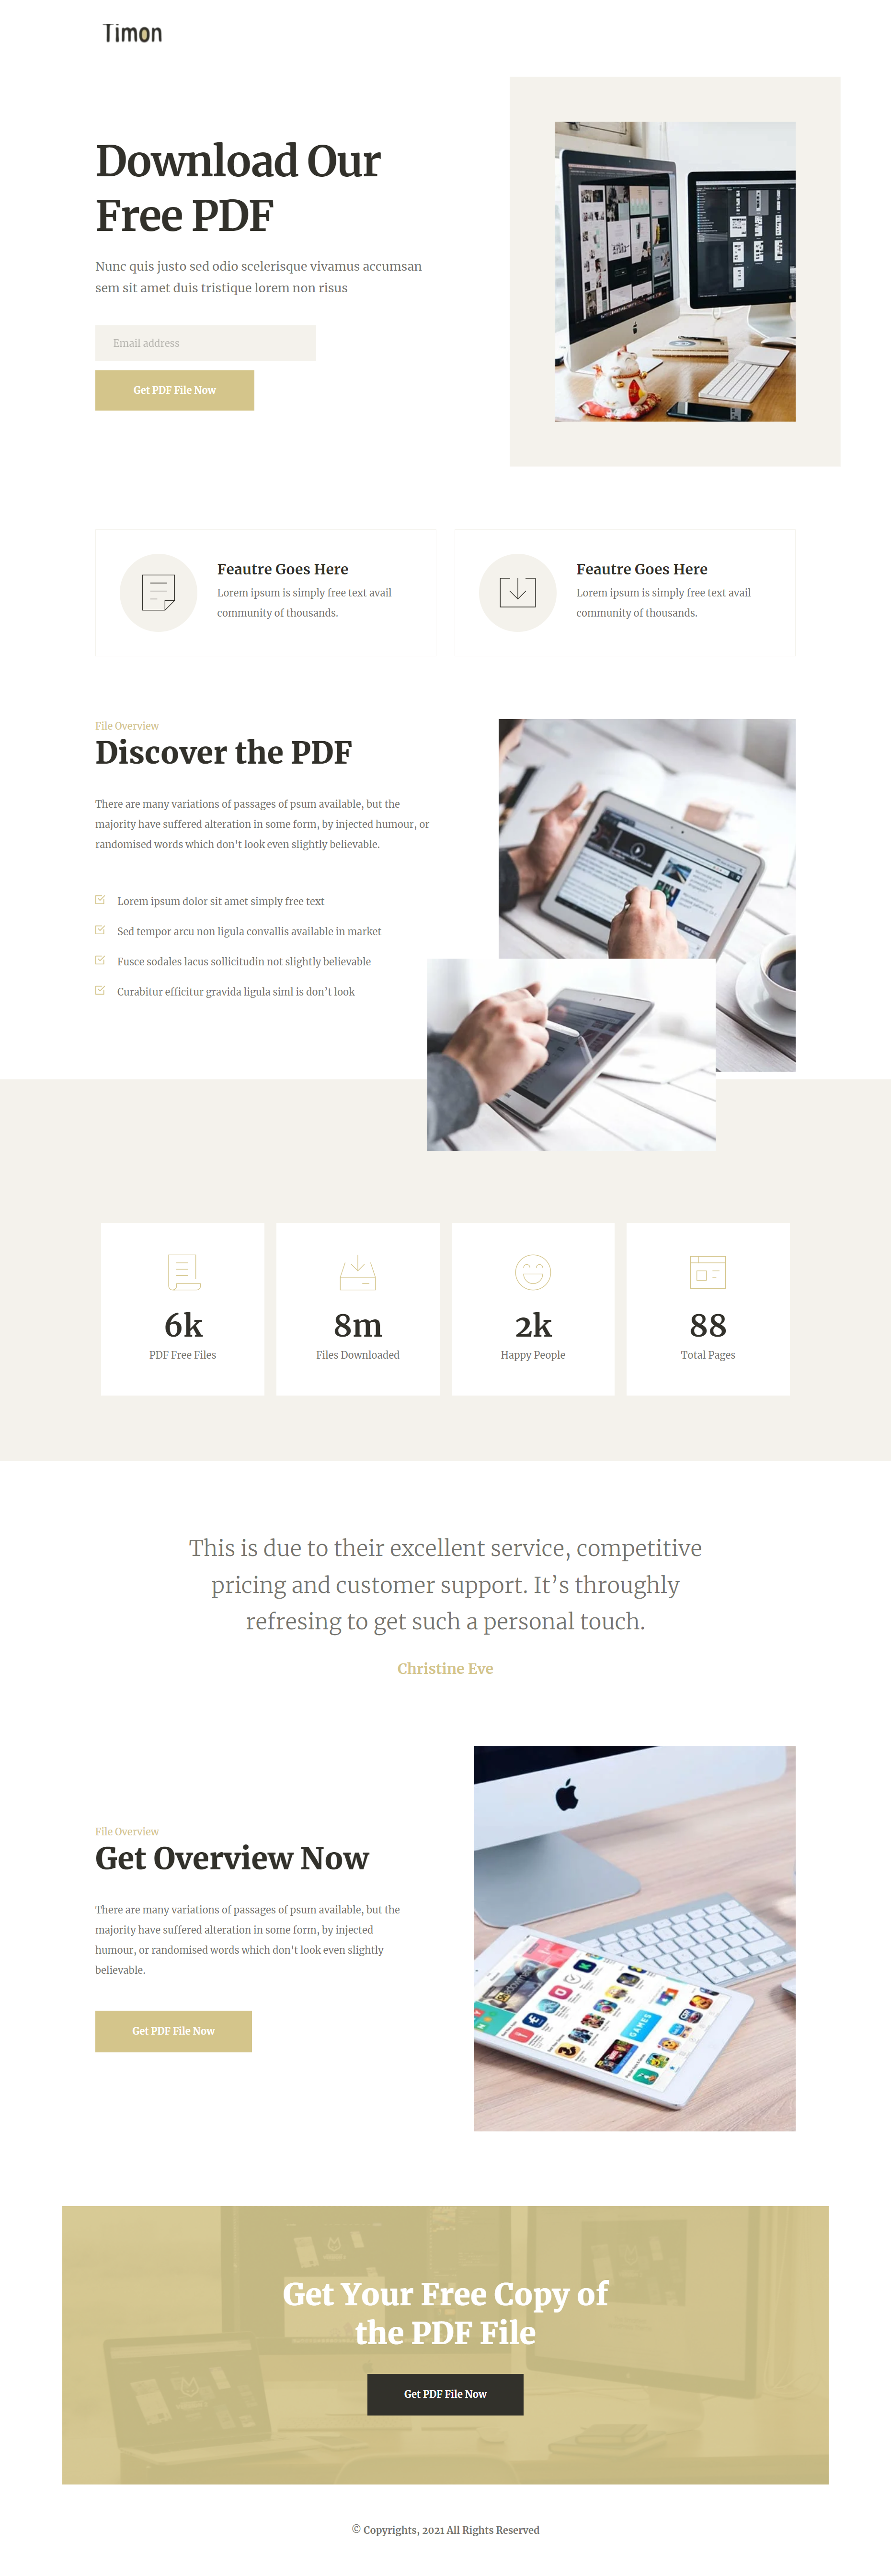 Timon
Download Our
Free PDF
Nunc quis justo sed odio scelerisque vivamus accumsan
sem sit amet duis tristique lorem non risus
Email address
Get PDF File Now
Feautre Goes Here
Lorem ipsum is simply free text avail
community of thousands.
Feautre Goes Here
Lorem ipsum is simply free text avail
community of thousands.
File Overview
Discover the PDF
There are many variations of passages of psum available, but the
majority have suffered alteration in some form, by injected humour, or
randomised words which don't look even slightly believable.
Lorem ipsum dolor sit amet simply free text
Sed tempor arcu non ligula convallis available in market
Fusce sodales lacus sollicitudin not slightly believable
Curabitur efficitur gravida ligula siml is don’t look
6k
PDF Free Files
8m
Files Downloaded
2k
Happy People
88
Total Pages
This is due to their excellent service, competitive
pricing and customer support. It’s throughly
refresing to get such a personal touch.
Christine Eve
File Overview
Get Overview Now
There are many variations of passages of psum available, but the
majority have suffered alteration in some form, by injected
humour, or randomised words which don't look even slightly
believable.
Get PDF File Now
GAMES
Get Your Free Copy of
the PDF File
Get PDF File Now
© Copyrights, 2021 All Rights Reserved